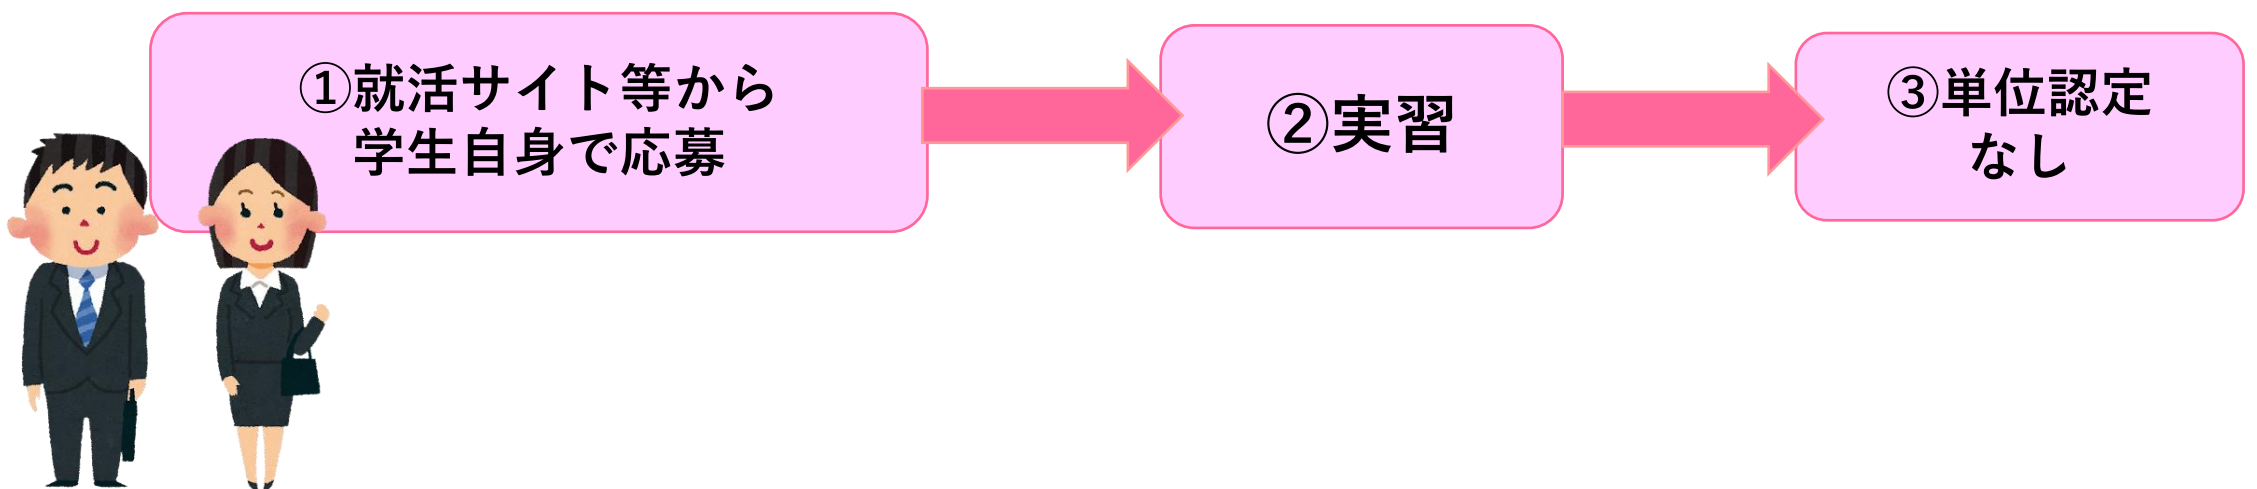 ①就活サイト等から
学生自身で応募
②実習
③単位認定
なし